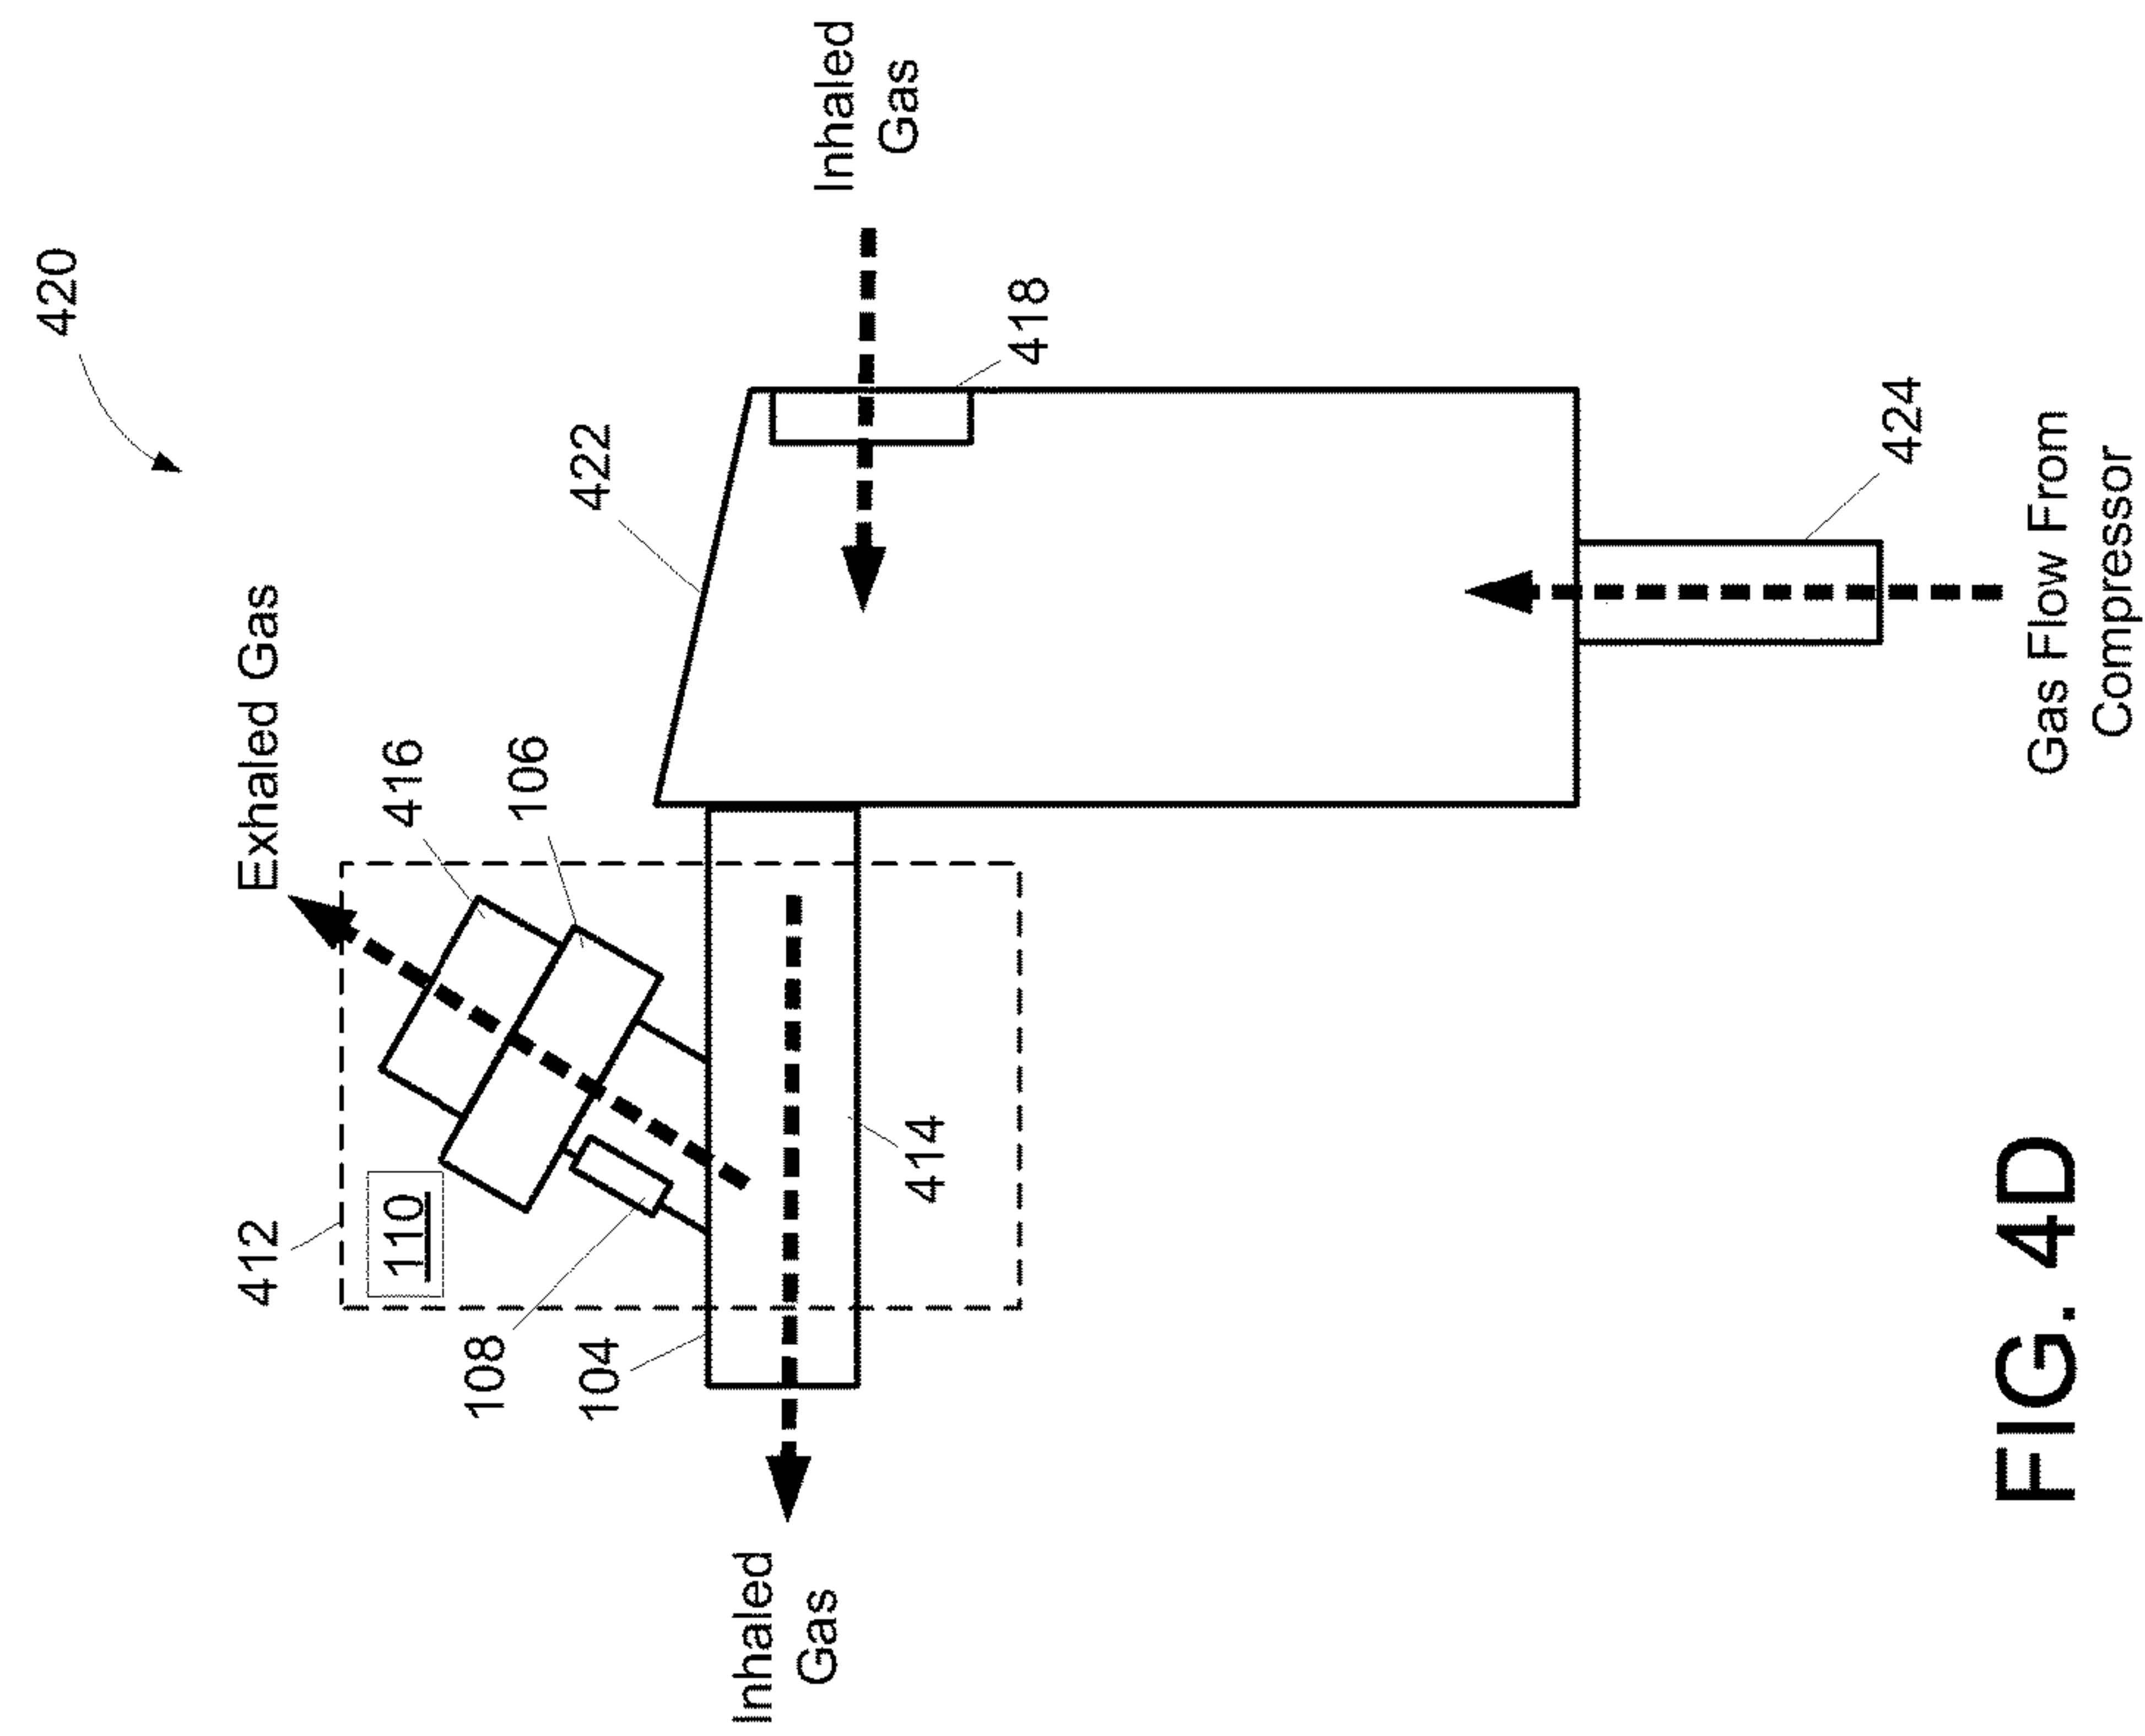 420
Exhaled Gas
412
110
416
106
422
108
104
414
Inhaled
Gas
Inhaled
Gas
418
424
Gas Flow From
Compressor
FIG. 4D